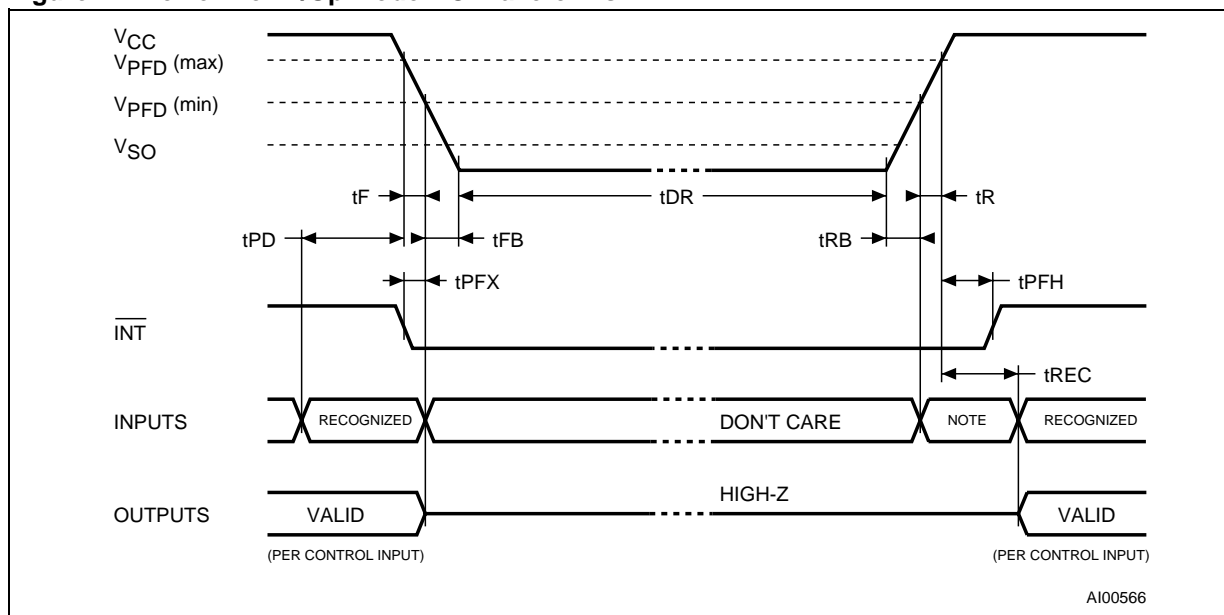 VCC
VPFD (max)
VPFD (min)
VSO
tF
tDR
tR
tPD
tFB
tRB
tPFX
tPFH
INT
tREC
INPUTS
RECOGNIZED
DON'T CARE
NOTE
RECOGNIZED
HIGH-Z
OUTPUTS
VALID
VALID
(PER CONTROL INPUT)
(PER CONTROL INPUT)
AI00566